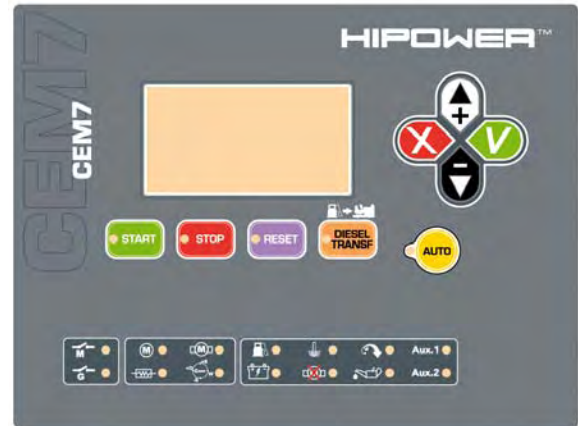 HIPOWER™
CEM7
CEM7
+
X
V
-
START
STOP
RESET
DIESEL
TRANSF
AUTO
M
M
M
Aux.1
G
Aux.2